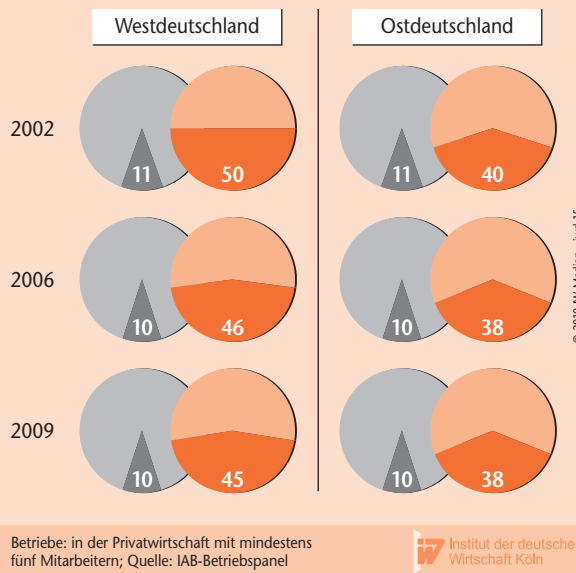 Westdeutschland Ostdeutschland
2002 11 50 11 40
2006 10 46 10 38
2009 10 45 10 38
Betriebe: in der Privatwirtschaft mit mindestens
fünf Mitarbeitern; Quelle: IAB-Betriebspanel
iw Institut der deutsche
Wirtschaft Köln